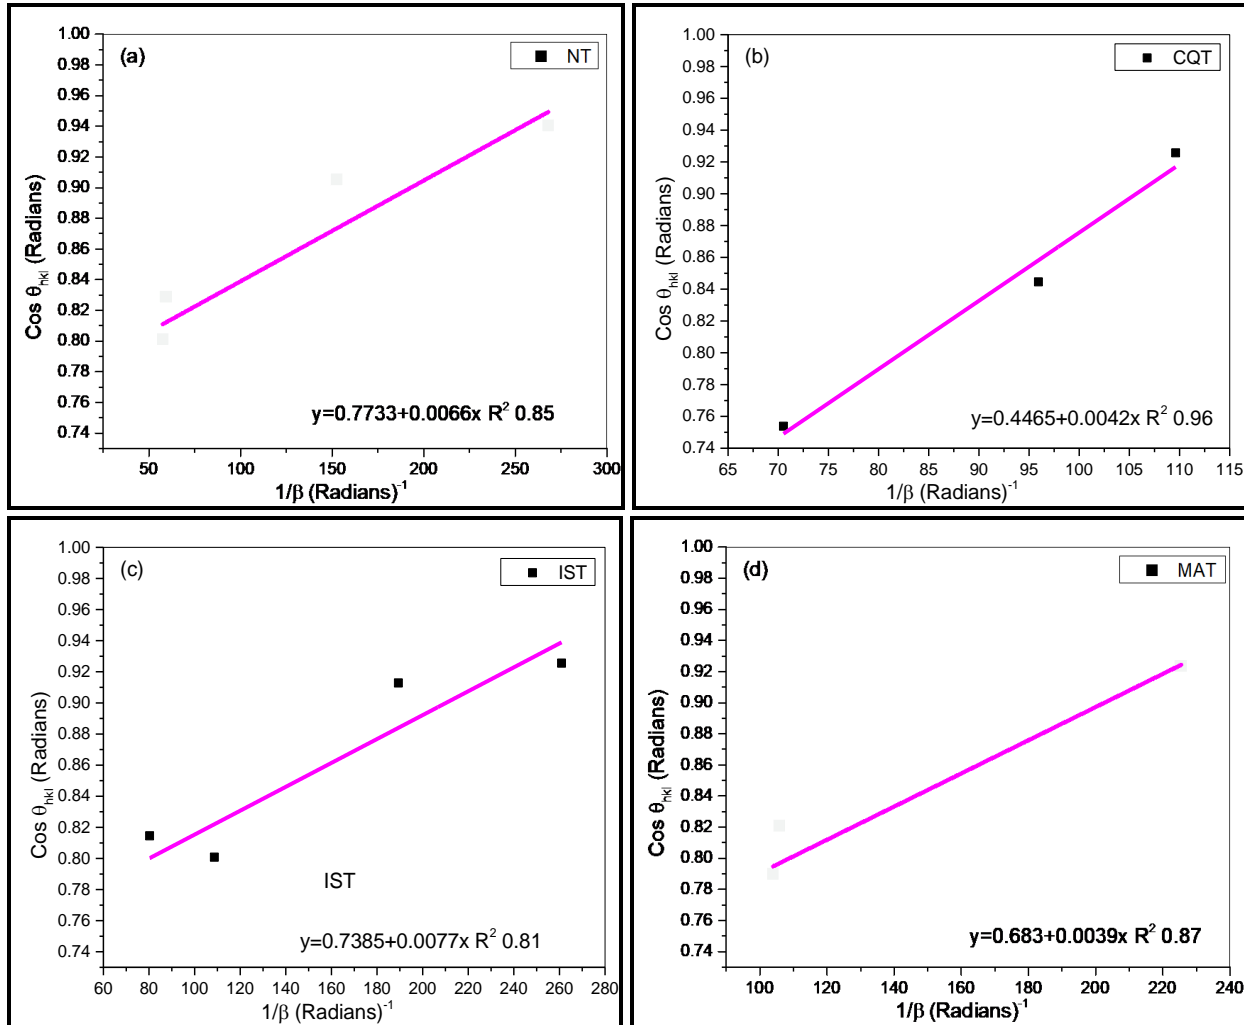 (a)
NT
1.00
0.98
0.96
0.94
0.92
0.90
0.88
0.86
0.84
0.82
0.80
0.78
0.76
0.74
Cos θhkl (Radians)
y=0.7733+0.0066x R² 0.85
50 100 150 200 250 300
1/β (Radians)⁻¹
(b)
CQT
1.00
0.98
0.96
0.94
0.92
0.90
0.88
0.86
0.84
0.82
0.80
0.78
0.76
0.74
Cos θhkl (Radians)
y=0.4465+0.0042x R² 0.96
65 70 75 80 85 90 95 100 105 110 115
1/β (Radians)⁻¹
(c)
IST
1.00
0.98
0.96
0.94
0.92
0.90
0.88
0.86
0.84
0.82
0.80
0.78
0.76
0.74
Cos θhkl (Radians)
IST
y=0.7385+0.0077x R² 0.81
60 80 100 120 140 160 180 200 220 240 260 280
1/β (Radians)⁻¹
(d)
MAT
1.00
0.98
0.96
0.94
0.92
0.90
0.88
0.86
0.84
0.82
0.80
0.78
0.76
0.74
Cos θhkl (Radians)
y=0.683+0.0039x R² 0.87
100 120 140 160 180 200 220 240
1/β (Radians)⁻¹